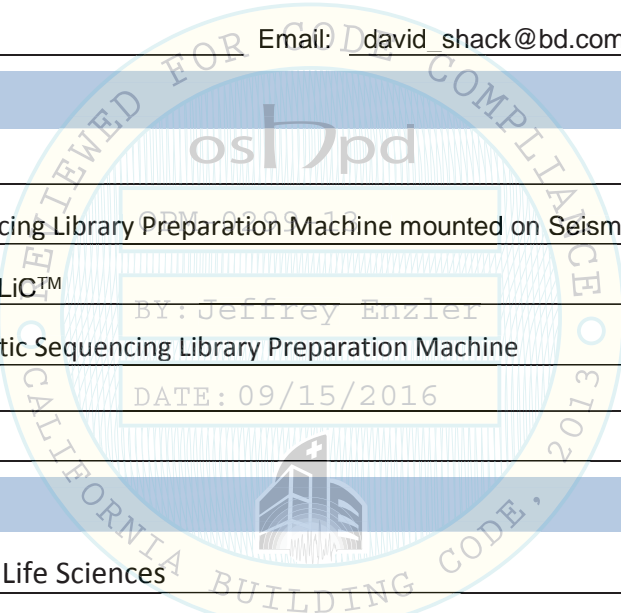 Email: david_shack@bd.com
REVIEWED FOR CODE COMPLIANCE
oshpd
cing Library Preparation Machine mounted on Seism
OPM-0299-13
LiC™
BY: Jeffrey Enzler
tic Sequencing Library Preparation Machine
DATE: 09/15/2016
Life Sciences
CALIFORNIA BUILDING CODE, 2013